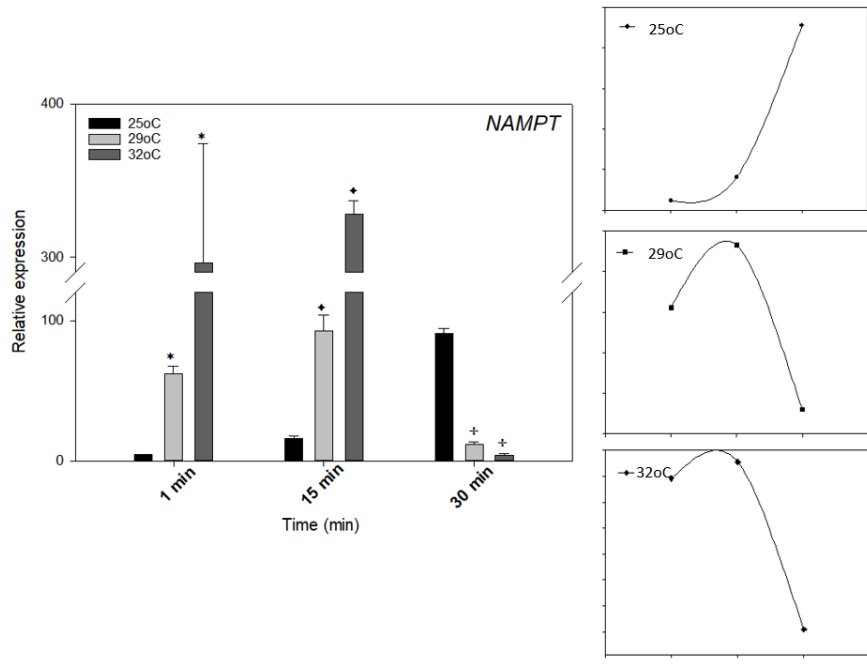 400
300
100
0
Relative expression
25oC
29oC
32oC
NAMPT
*
*
✦
✦
‡
‡
1 min
15 min
30 min
Time (min)
25oC
29oC
32oC